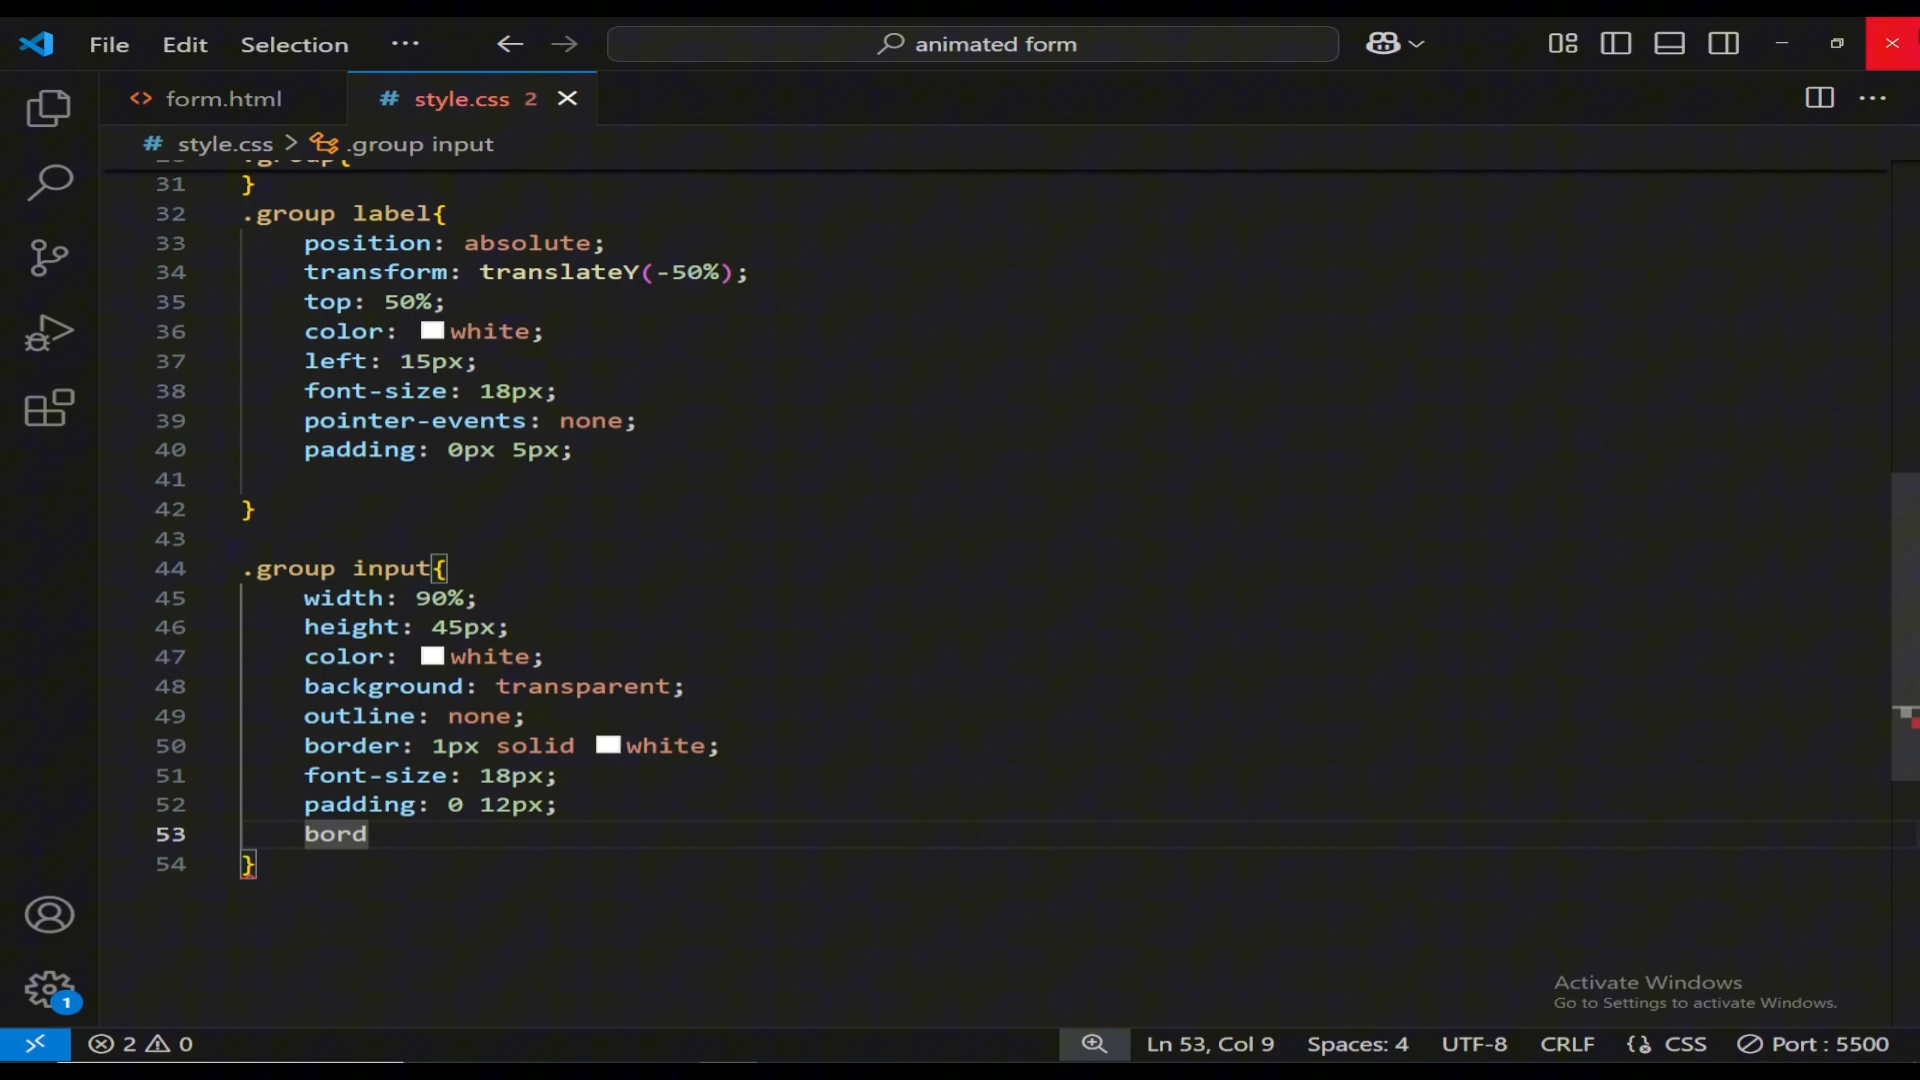 File Edit Selection ··· animated form
form.html # style.css 2
# style.css > .group input
31 }
32 .group label{
33 position: absolute;
34 transform: translateY(-50%);
35 top: 50%;
36 color: white;
37 left: 15px;
38 font-size: 18px;
39 pointer-events: none;
40 padding: 0px 5px;
41
42 }
43
44 .group input{
45 width: 90%;
46 height: 45px;
47 color: white;
48 background: transparent;
49 outline: none;
50 border: 1px solid white;
51 font-size: 18px;
52 padding: 0 12px;
53 bord
54 }
Activate Windows
Go to Settings to activate Windows.
1
2 0 Ln 53, Col 9 Spaces: 4 UTF-8 CRLF CSS Port : 5500